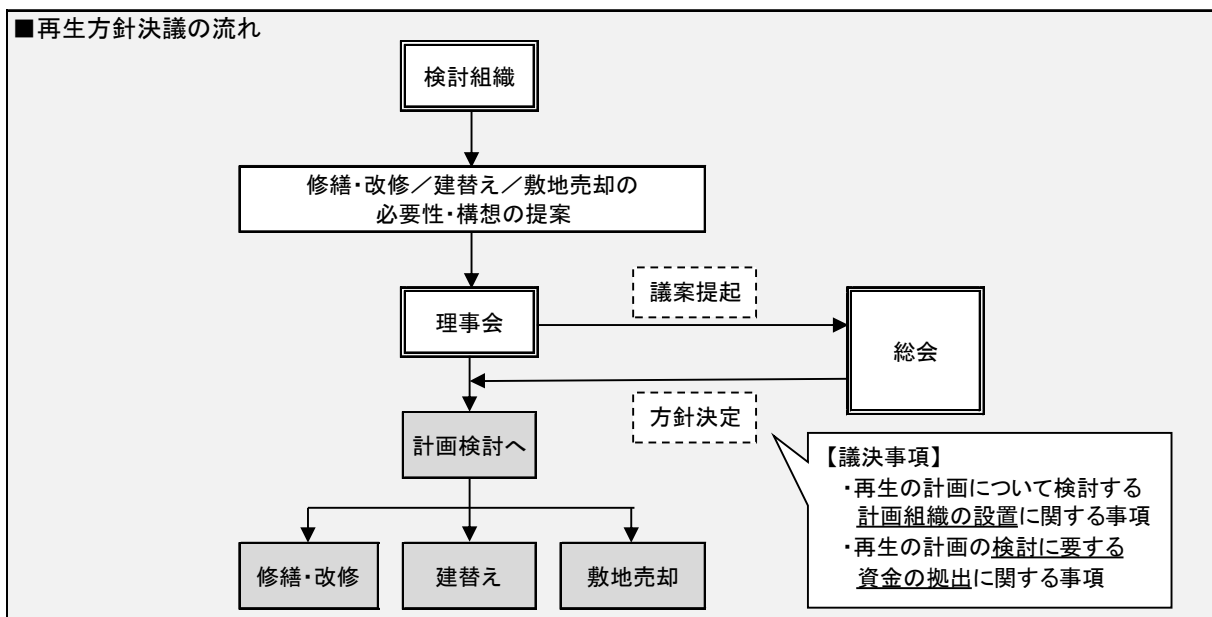 ■再生方針決議の流れ
検討組織
修繕・改修／建替え／敷地売却の
必要性・構想の提案
議案提起
理事会
総会
方針決定
計画検討へ
【議決事項】
・再生の計画について検討する
計画組織の設置に関する事項
・再生の計画の検討に要する
資金の拠出に関する事項
修繕・改修
建替え
敷地売却